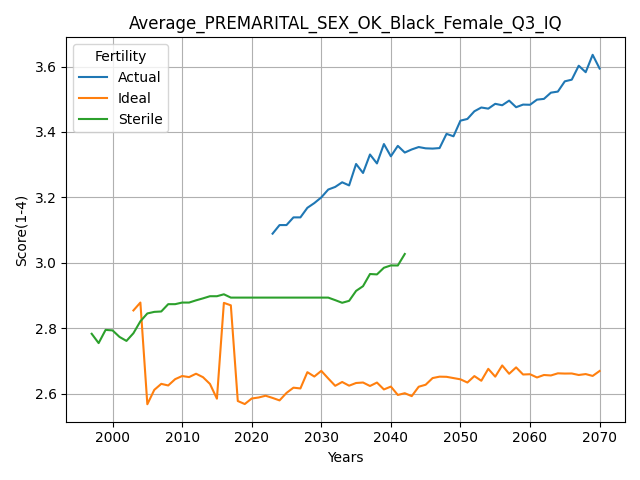 Average_PREMARITAL_SEX_OK_Black_Female_Q3_IQ
Fertility
Actual
Ideal
Sterile
Score(1-4)
3.6
3.4
3.2
3.0
2.8
2.6
2000 2010 2020 2030 2040 2050 2060 2070
Years